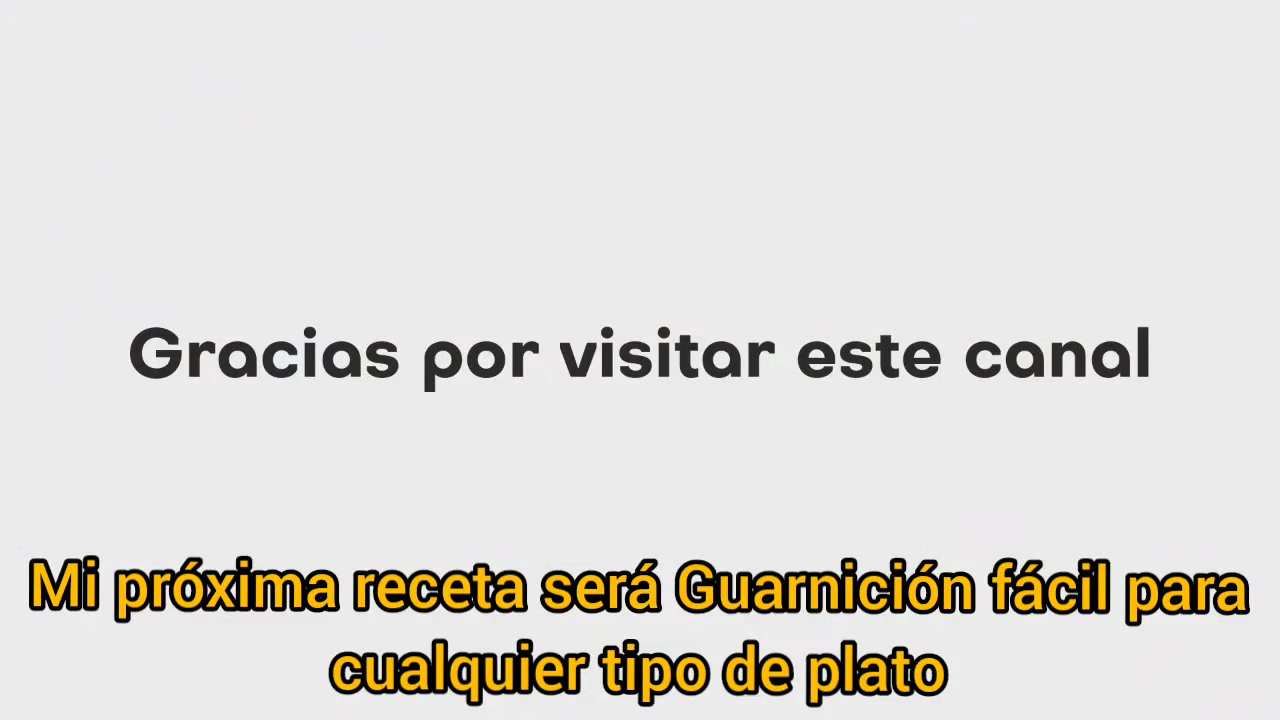 Gracias por visitar este canal
Mi próxima receta será Guarnición fácil para
cualquier tipo de plato